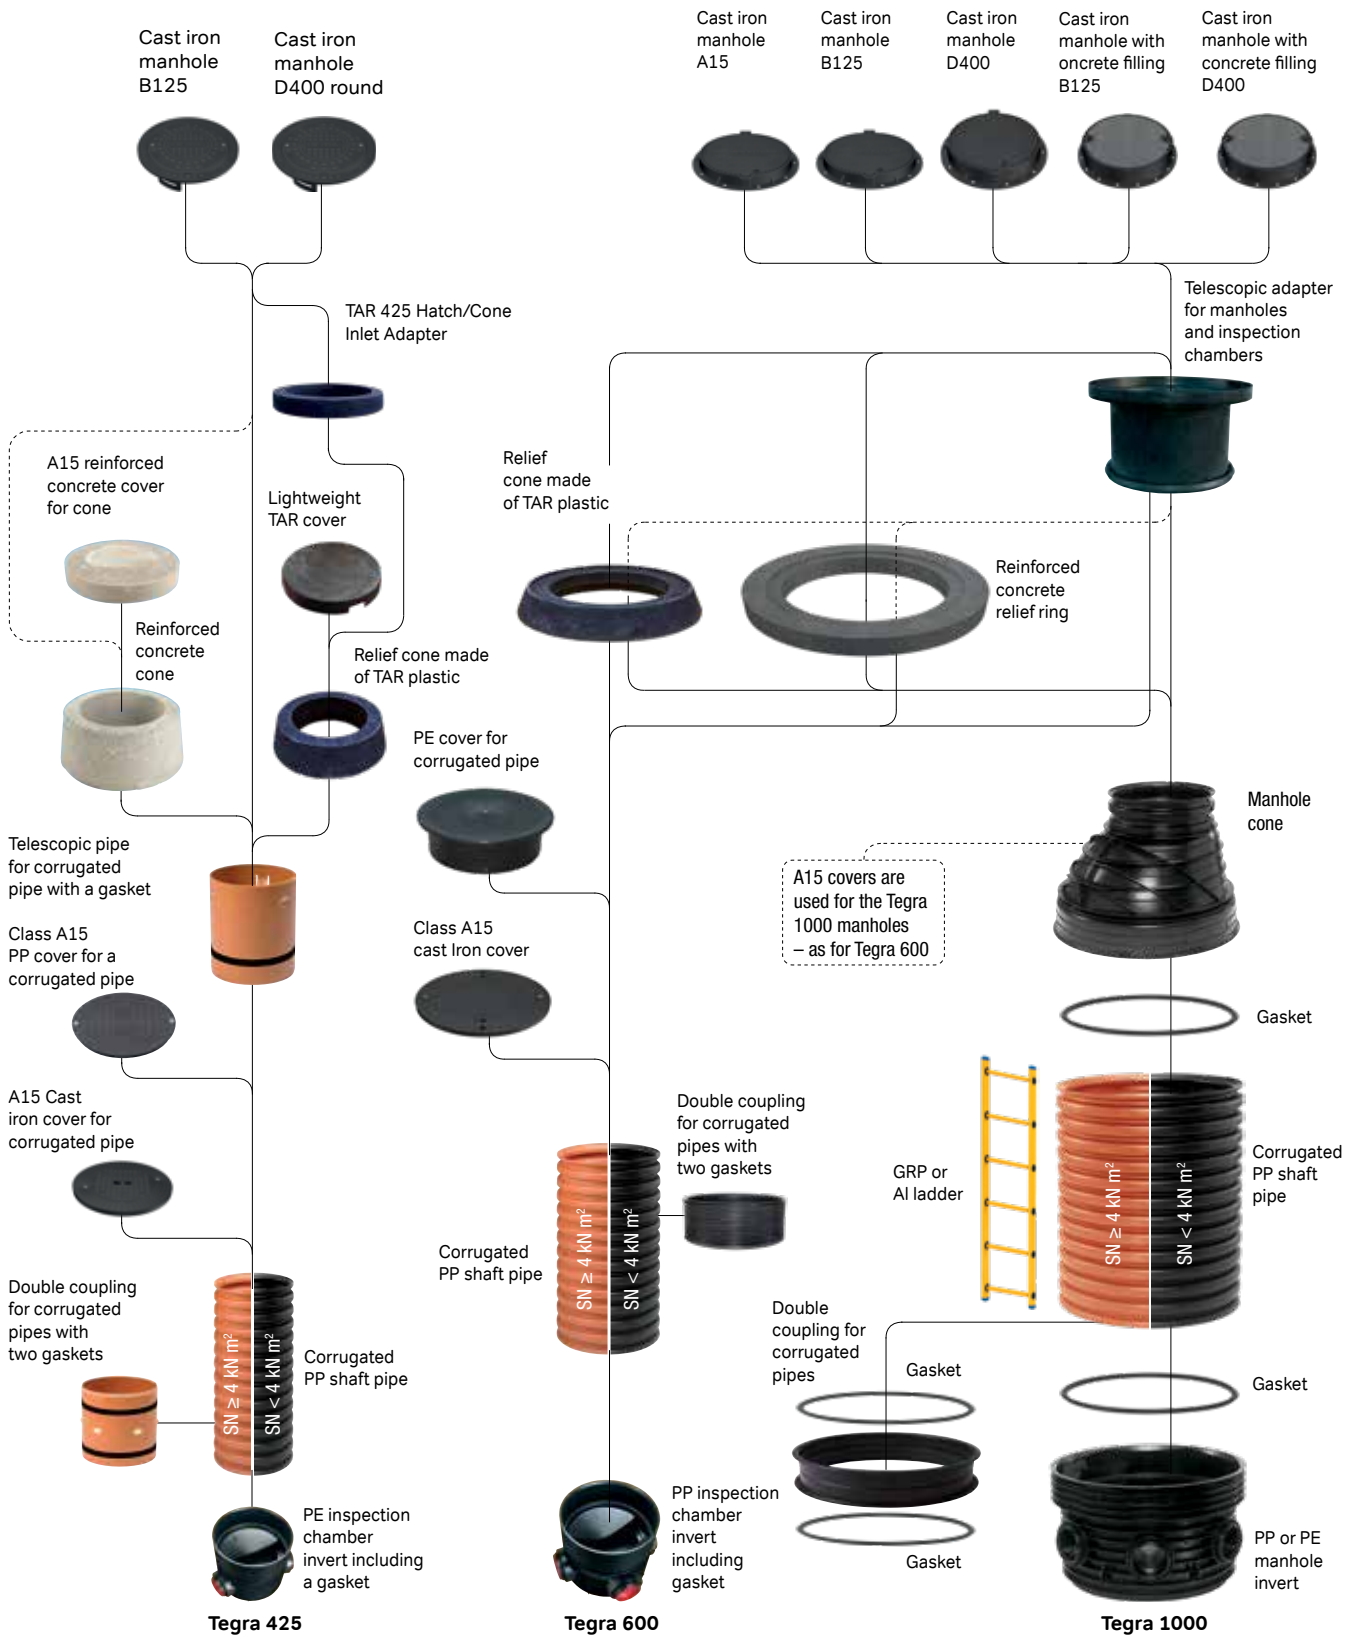 Cast iron
manhole
B125
Cast iron
manhole
D400 round
Cast iron
manhole
A15
Cast iron
manhole
B125
Cast iron
manhole
D400
Cast iron
manhole with
oncrete filling
B125
Cast iron
manhole with
concrete filling
D400
TAR 425 Hatch/Cone
Inlet Adapter
Telescopic adapter
for manholes
and inspection
chambers
A15 reinforced
concrete cover
for cone
Lightweight
TAR cover
Relief
cone made
of TAR plastic
Reinforced
concrete
relief ring
Reinforced
concrete
cone
Relief cone made
of TAR plastic
PE cover for
corrugated pipe
Manhole
cone
Telescopic pipe
for corrugated
pipe with a gasket
A15 covers are
used for the Tegra
1000 manholes
– as for Tegra 600
Class A15
PP cover for a
corrugated pipe
Class A15
cast Iron cover
Gasket
A15 Cast
iron cover for
corrugated pipe
Double coupling
for corrugated
pipes with
two gaskets
GRP or
Al ladder
SN ≥ 4 kN m²
SN < 4 kN m²
Corrugated
PP shaft
pipe
Corrugated
PP shaft pipe
SN ≥ 4 kN m²
SN < 4 kN m²
Double coupling
for corrugated
pipes with
two gaskets
SN ≥ 4 kN m²
SN < 4 kN m²
Corrugated
PP shaft pipe
Double
coupling for
corrugated
pipes
Gasket
Gasket
PE inspection
chamber
invert including
a gasket
PP inspection
chamber
invert
including
gasket
Gasket
PP or PE
manhole
invert
Tegra 425
Tegra 600
Tegra 1000